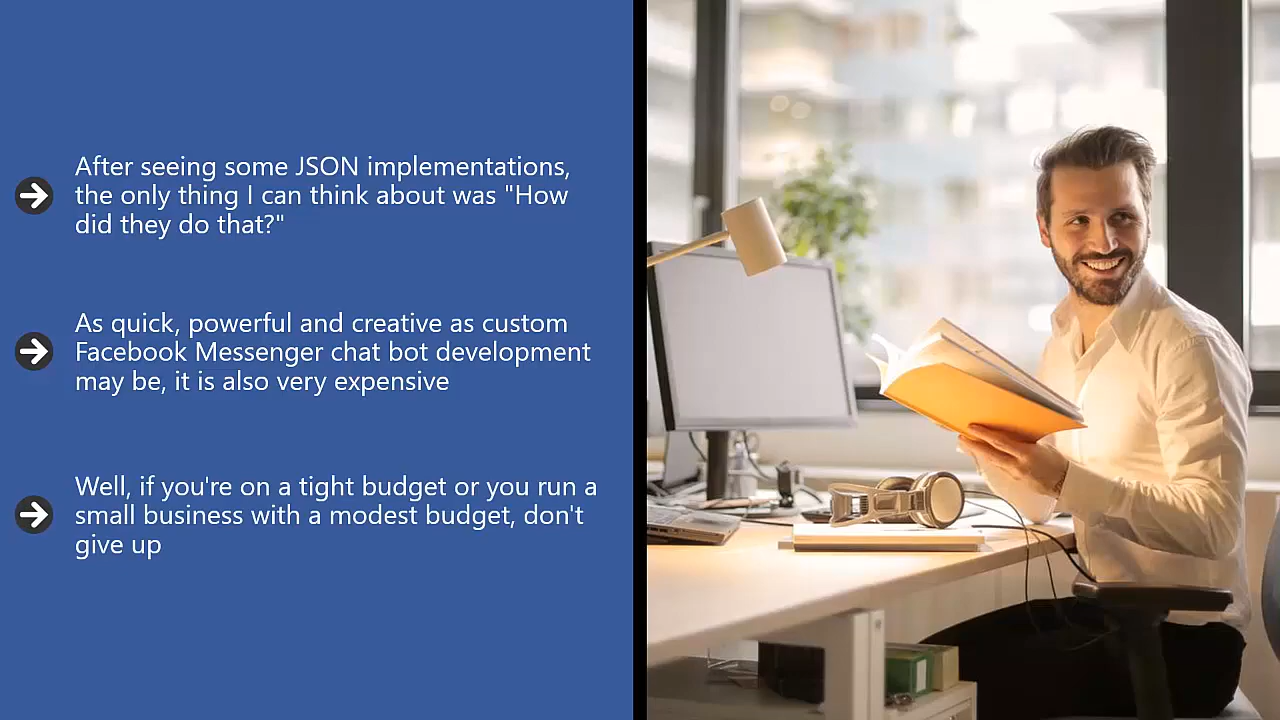 After seeing some JSON implementations,
the only thing I can think about was "How
did they do that?"
As quick, powerful and creative as custom
Facebook Messenger chat bot development
may be, it is also very expensive
Well, if you're on a tight budget or you run a
small business with a modest budget, don't
give up